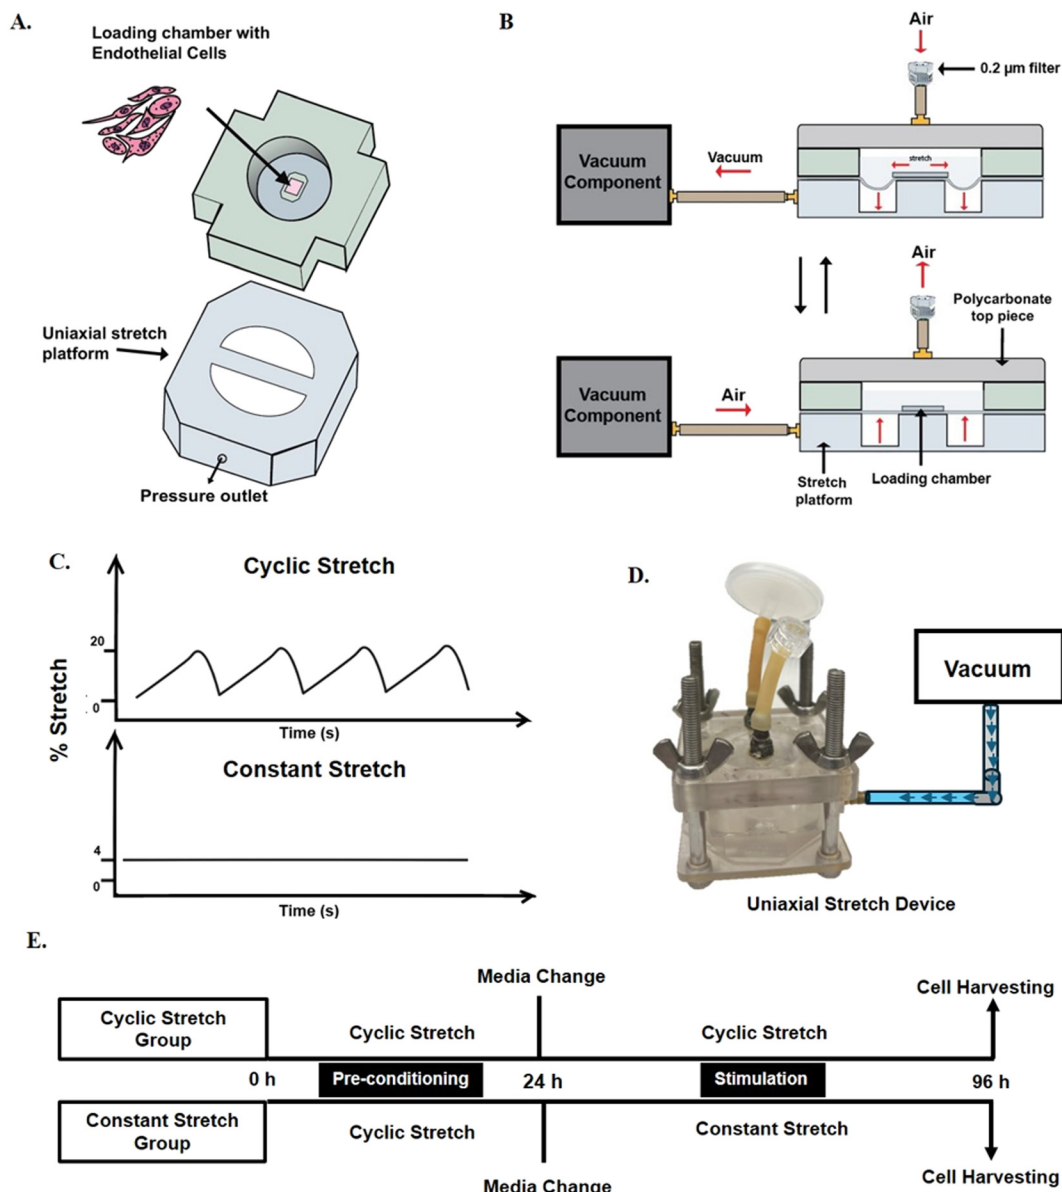 A.
Loading chamber with
Endothelial Cells
Uniaxial stretch
platform
Pressure outlet
B
Air
0.2 µm filter
Vacuum
Component
Vacuum
stretch
Air
Polycarbonate
top piece
Vacuum
Component
Air
Stretch
platform
Loading chamber
C.
Cyclic Stretch
20
0
Time (s)
% Stretch
Constant Stretch
4
0
Time (s)
D.
Vacuum
Uniaxial Stretch Device
E.
Media Change
Cell Harvesting
Cyclic Stretch
Group
Cyclic Stretch
Cyclic Stretch
0 h
Pre-conditioning
24 h
Stimulation
96 h
Constant Stretch
Group
Cyclic Stretch
Constant Stretch
Media Change
Cell Harvesting